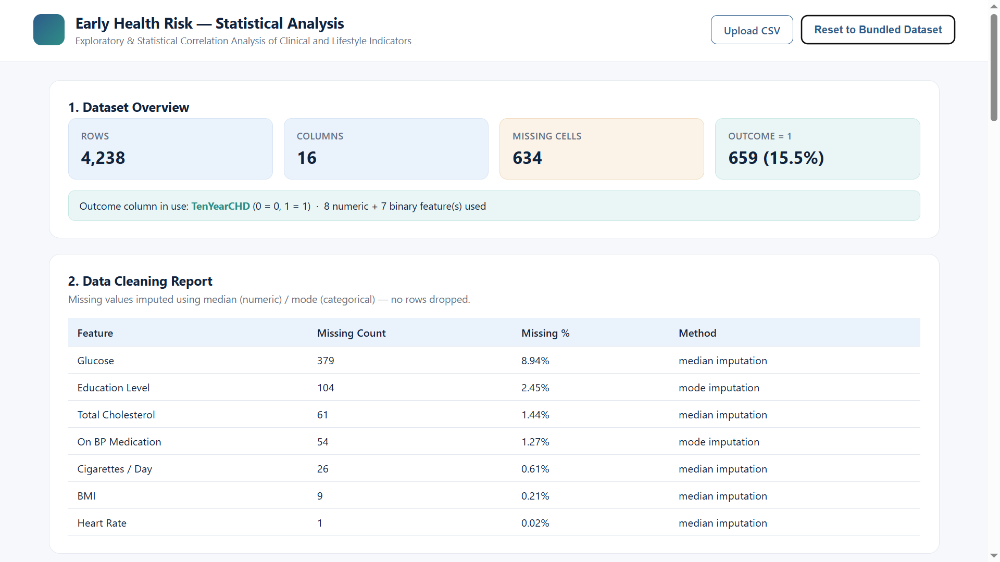 Early Health Risk — Statistical Analysis
Exploratory & Statistical Correlation Analysis of Clinical and Lifestyle Indicators
Upload CSV
Reset to Bundled Dataset
1. Dataset Overview
ROWS
4,238
COLUMNS
16
MISSING CELLS
634
OUTCOME = 1
659 (15.5%)
Outcome column in use: TenYearCHD (0 = 0, 1 = 1) · 8 numeric + 7 binary feature(s) used
2. Data Cleaning Report
Missing values imputed using median (numeric) / mode (categorical) — no rows dropped.
Feature Missing Count Missing % Method
Glucose 379 8.94% median imputation
Education Level 104 2.45% mode imputation
Total Cholesterol 61 1.44% median imputation
On BP Medication 54 1.27% mode imputation
Cigarettes / Day 26 0.61% median imputation
BMI 9 0.21% median imputation
Heart Rate 1 0.02% median imputation